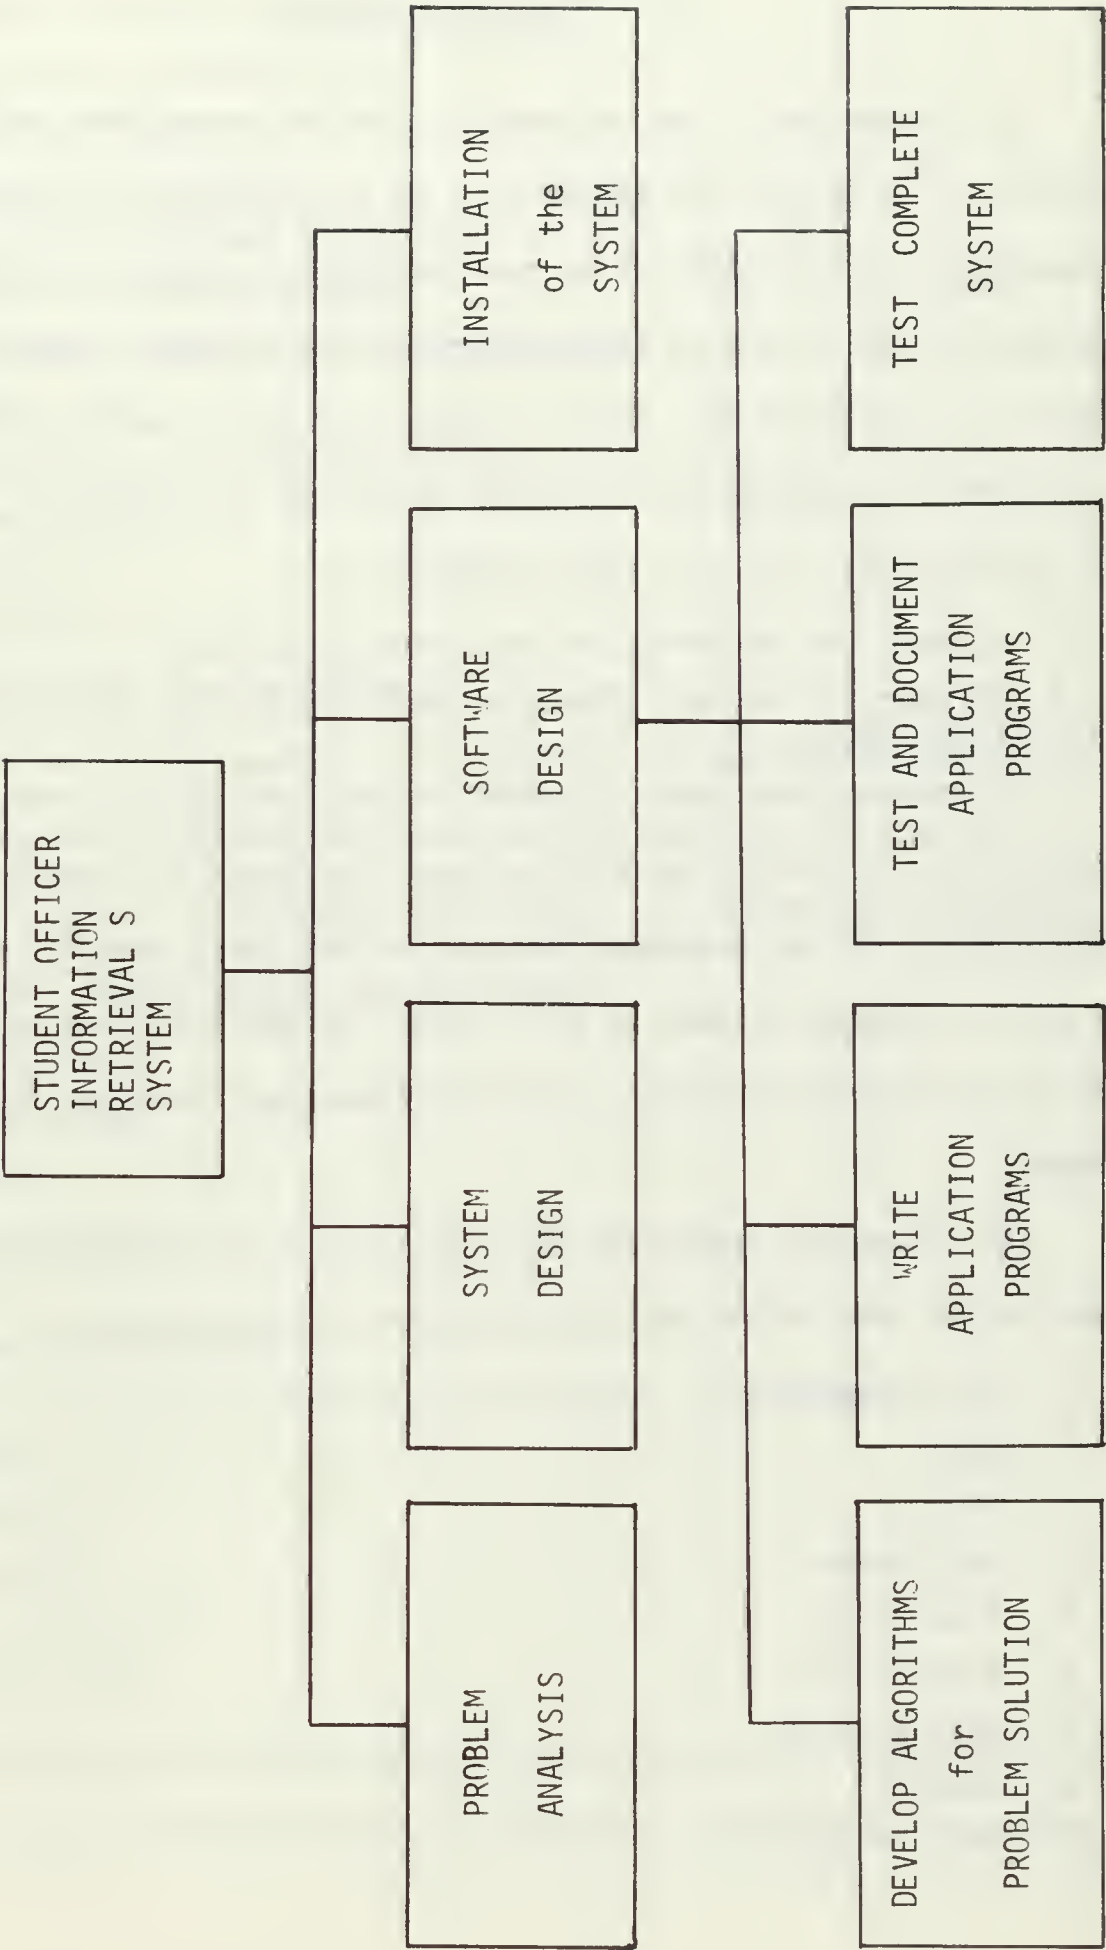 STUDENT OFFICER
INFORMATION
RETRIEVAL S
SYSTEM
PROBLEM
ANALYSIS
SYSTEM
DESIGN
SOFTWARE
DESIGN
INSTALLATION
of the
SYSTEM
DEVELOP ALGORITHMS
for
PROBLEM SOLUTION
WRITE
APPLICATION
PROGRAMS
TEST AND DOCUMENT
APPLICATION
PROGRAMS
TEST COMPLETE
SYSTEM